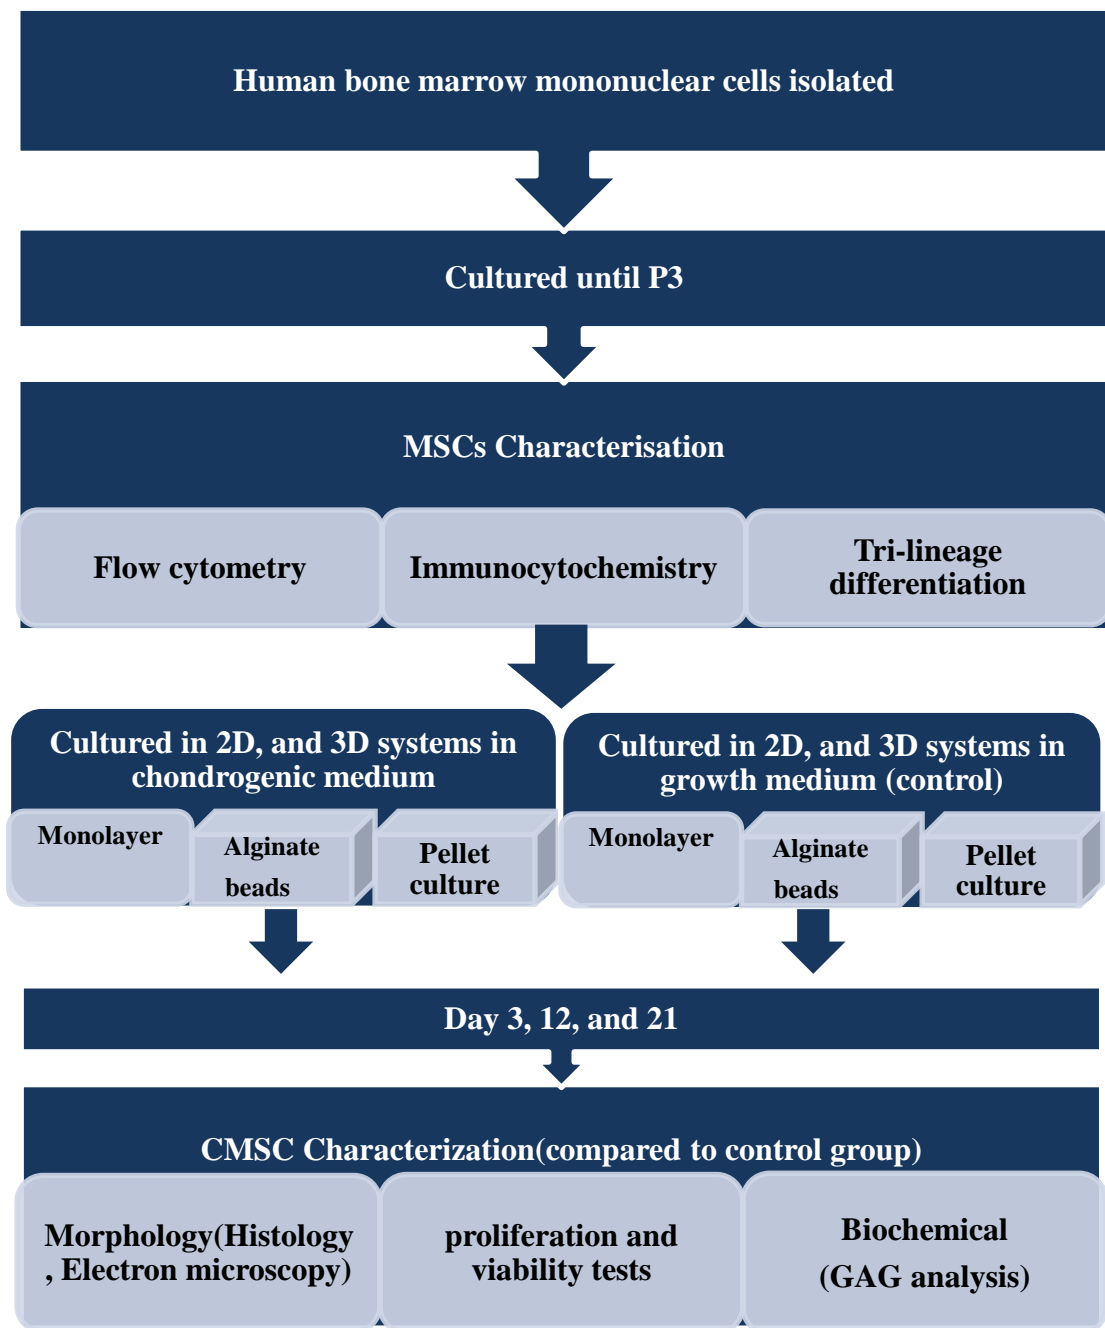 Human bone marrow mononuclear cells isolated
Cultured until P3
MSCs Characterisation
Flow cytometry
Immunocytochemistry
Tri-lineage
differentiation
Cultured in 2D, and 3D systems in
chondrogenic medium
Monolayer
Alginate
beads
Pellet
culture
Cultured in 2D, and 3D systems in
growth medium (control)
Monolayer
Alginate
beads
Pellet
culture
Day 3, 12, and 21
CMSC Characterization(compared to control group)
Morphology(Histology
, Electron microscopy)
proliferation and
viability tests
Biochemical
(GAG analysis)